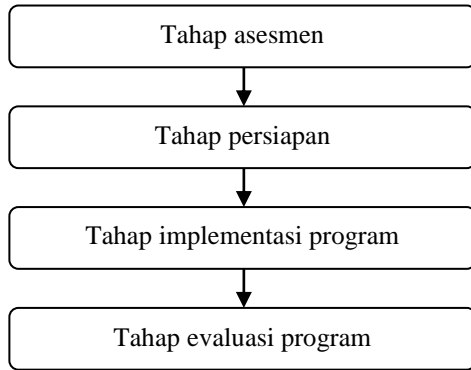 Tahap asesmen
Tahap persiapan
Tahap implementasi program
Tahap evaluasi program